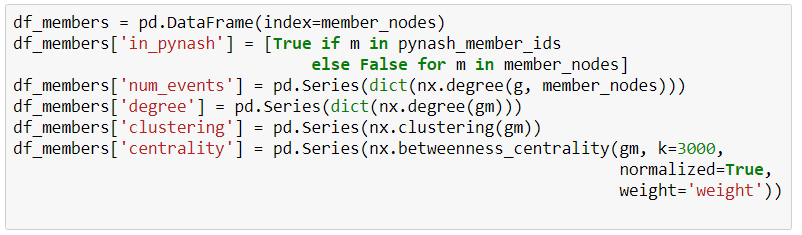 df_members = pd.DataFrame(index=member_nodes)
df_members['in_pynash'] = [True if m in pynash_member_ids
                           else False for m in member_nodes]
df_members['num_events'] = pd.Series(dict(nx.degree(g, member_nodes)))
df_members['degree'] = pd.Series(dict(nx.degree(gm)))
df_members['clustering'] = pd.Series(nx.clustering(gm))
df_members['centrality'] = pd.Series(nx.betweenness_centrality(gm, k=3000,
                                                               normalized=True,
                                                               weight='weight'))